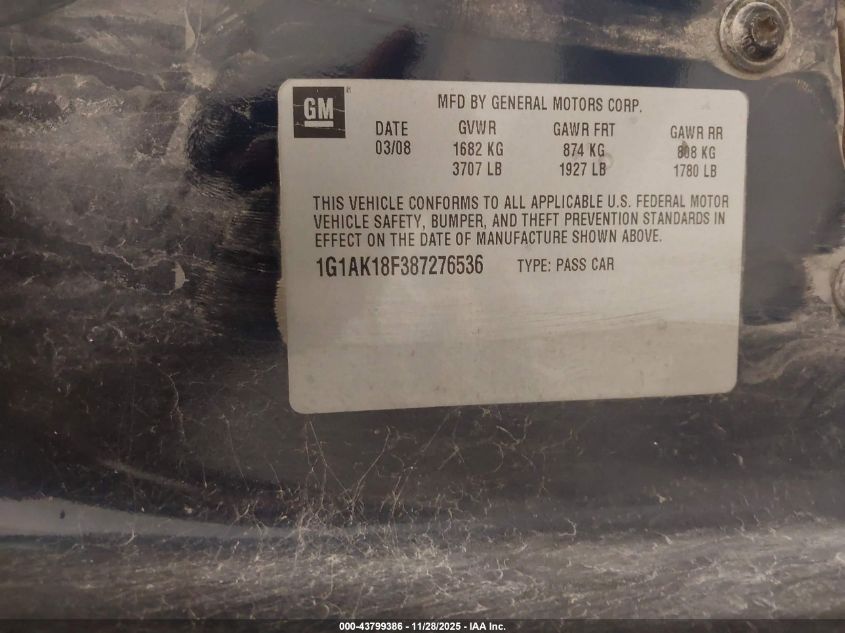 GM
MFD BY GENERAL MOTORS CORP.
DATE GVWR GAWR FRT GAWR RR
03/08 1682 KG 874 KG 808 KG
3707 LB 1927 LB 1780 LB
THIS VEHICLE CONFORMS TO ALL APPLICABLE U.S. FEDERAL MOTOR
VEHICLE SAFETY, BUMPER, AND THEFT PREVENTION STANDARDS IN
EFFECT ON THE DATE OF MANUFACTURE SHOWN ABOVE.
1G1AK18F387276536 TYPE: PASS CAR
000-43799386 - 11/28/2025 - IAA Inc.